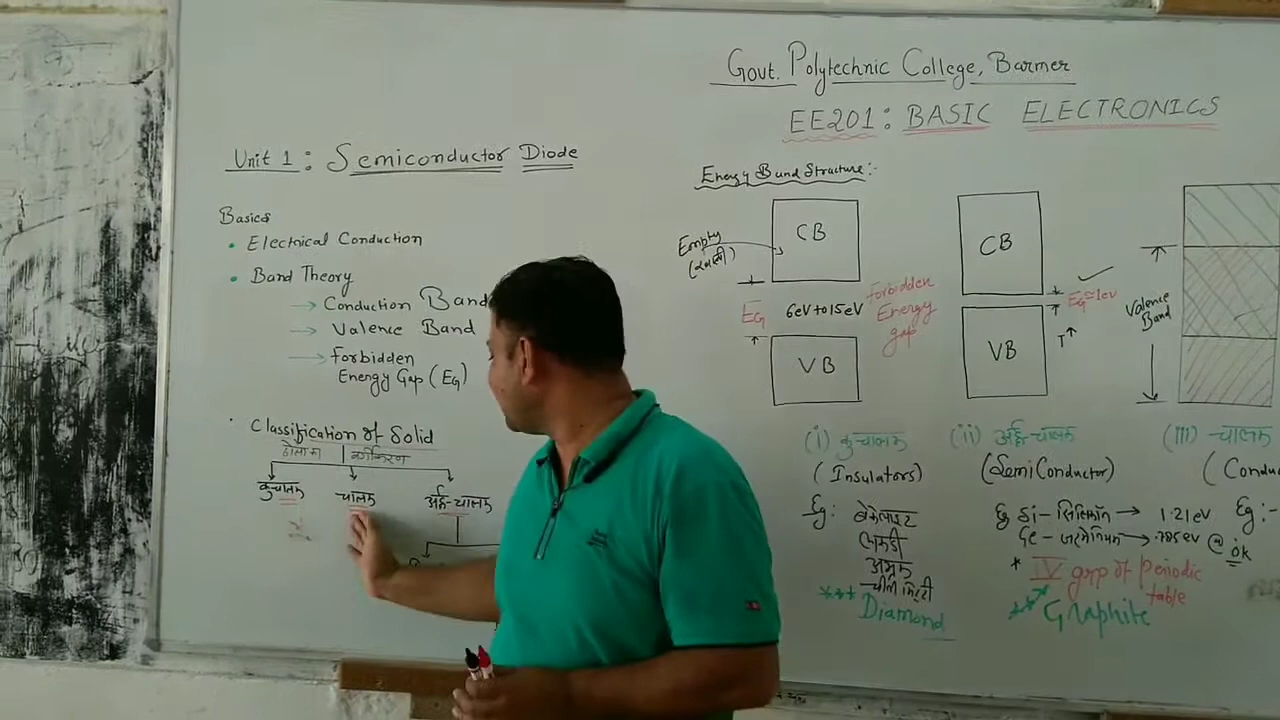 Govt. Polytechnic College, Barmer
EE201: BASIC ELECTRONICS
Unit 1: Semiconductor Diode
Basics
• Electrical Conduction
• Band Theory
→ Conduction Band
→ Valence Band
→ Forbidden
Energy Gap (EG)
• Classification of Solid
वर्गीकरण
कुचालक चालक अर्द्ध-चालक
Energy Band Structure:-
Empty
(खाली)
CB
EG
6eV to 15eV
Forbidden
Energy
gap
VB
CB
EG≃1ev
T↑
VB
Valence
Band
(i) कुचालक
(Insulators)
Eg:
लकड़ी
अभ्रक
चीनी मिट्टी
*** Diamond
(ii) अर्द्ध-चालक
(SemiConductor)
Eg Si - सिलिकॉन → 1.21eV
Ge - जरमेनियम → .785eV @ 0k
* IV grp of Periodic
table
Graphite
(iii) चालक
(Condu
Eg:-